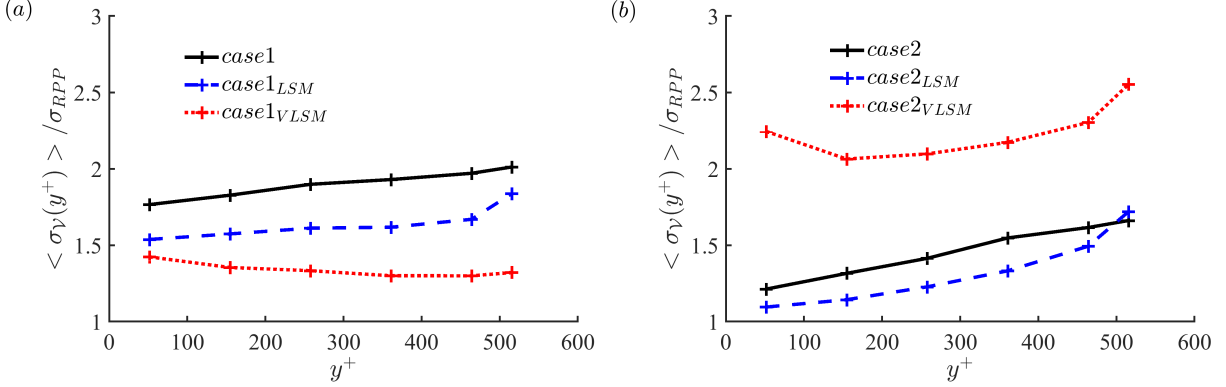 (a)
3
2.5
2
1.5
1
0
100
200
300
400
500
600
y⁺
< σ_𝒱(y⁺) > /σ_RPP
case1
case1_LSM
case1_VLSM
(b)
3
2.5
2
1.5
1
0
100
200
300
400
500
600
y⁺
< σ_𝒱(y⁺) > /σ_RPP
case2
case2_LSM
case2_VLSM